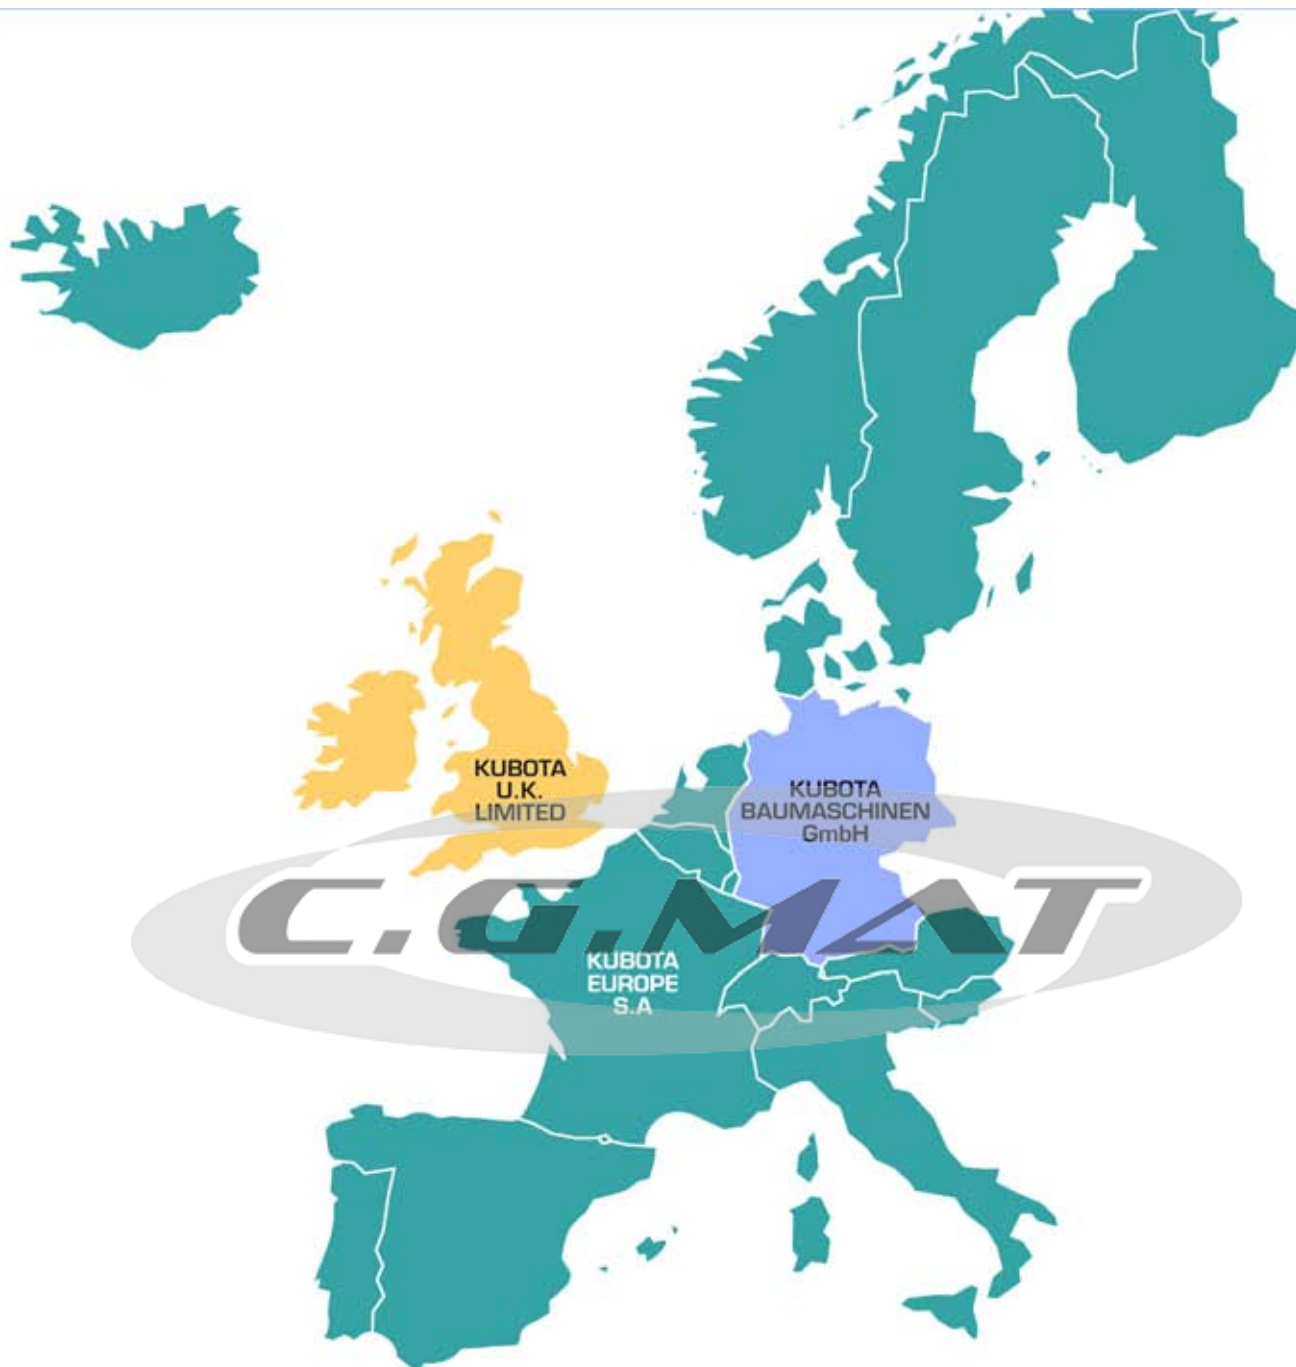 KUBOTA
U.K.
LIMITED
KUBOTA
BAUMASCHINEN
GmbH
C.G.MAT
KUBOTA
EUROPE
S.A